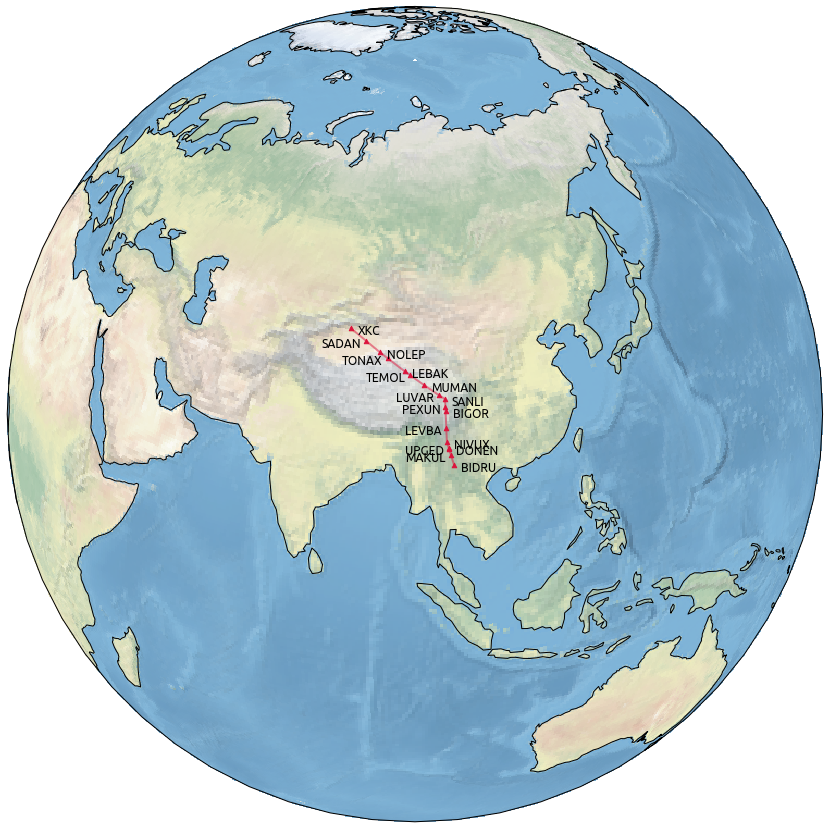 XKC
SADAN
NOLEP
TONAX
LEBAK
TEMOL
MUMAN
LUVAR
SANLI
PEXUN
BIGOR
LEVBA
NIVUX
UPGED
DONEN
MAKUL
BIDRU